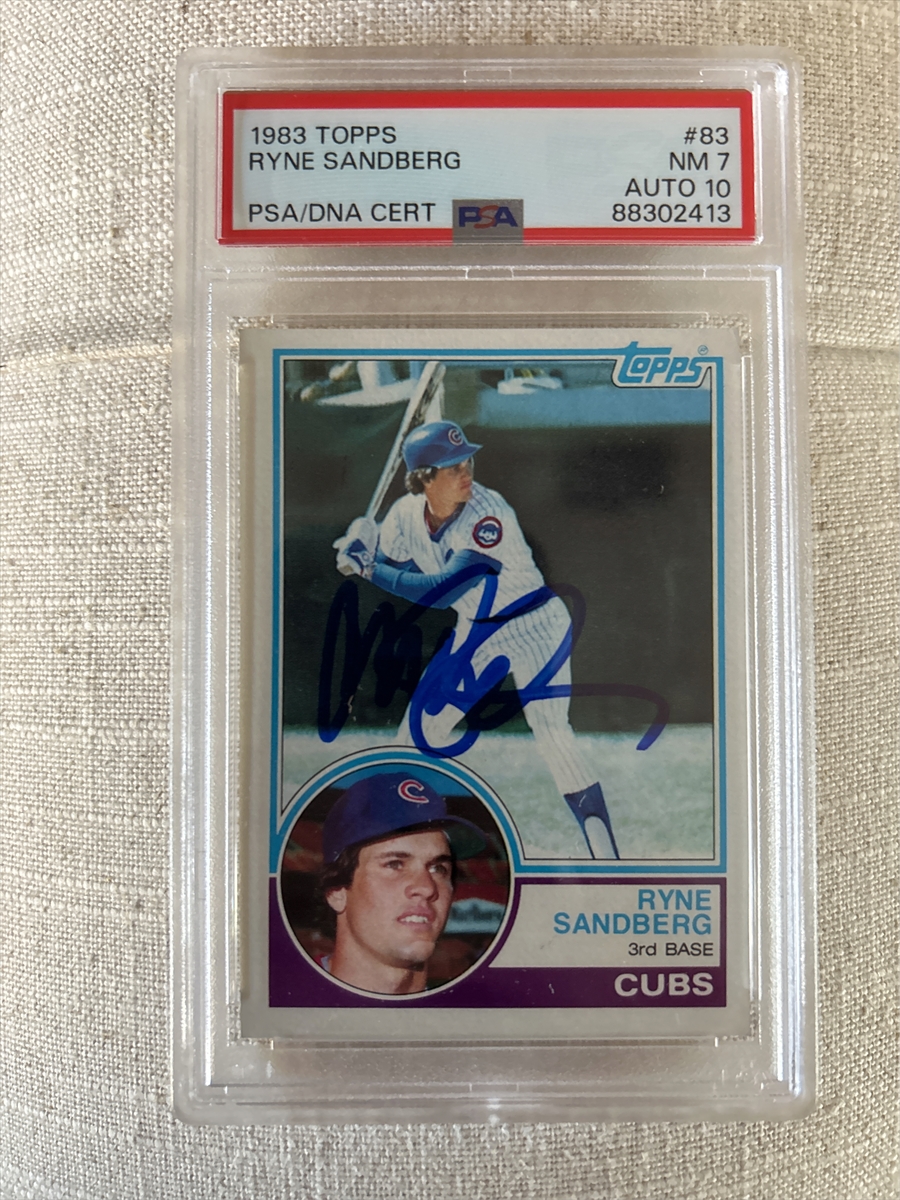 1983 TOPPS #83
RYNE SANDBERG NM 7
AUTO 10
PSA/DNA CERT PSA 88302413
TOPPS
C
C
RYNE
SANDBERG
3rd BASE
CUBS